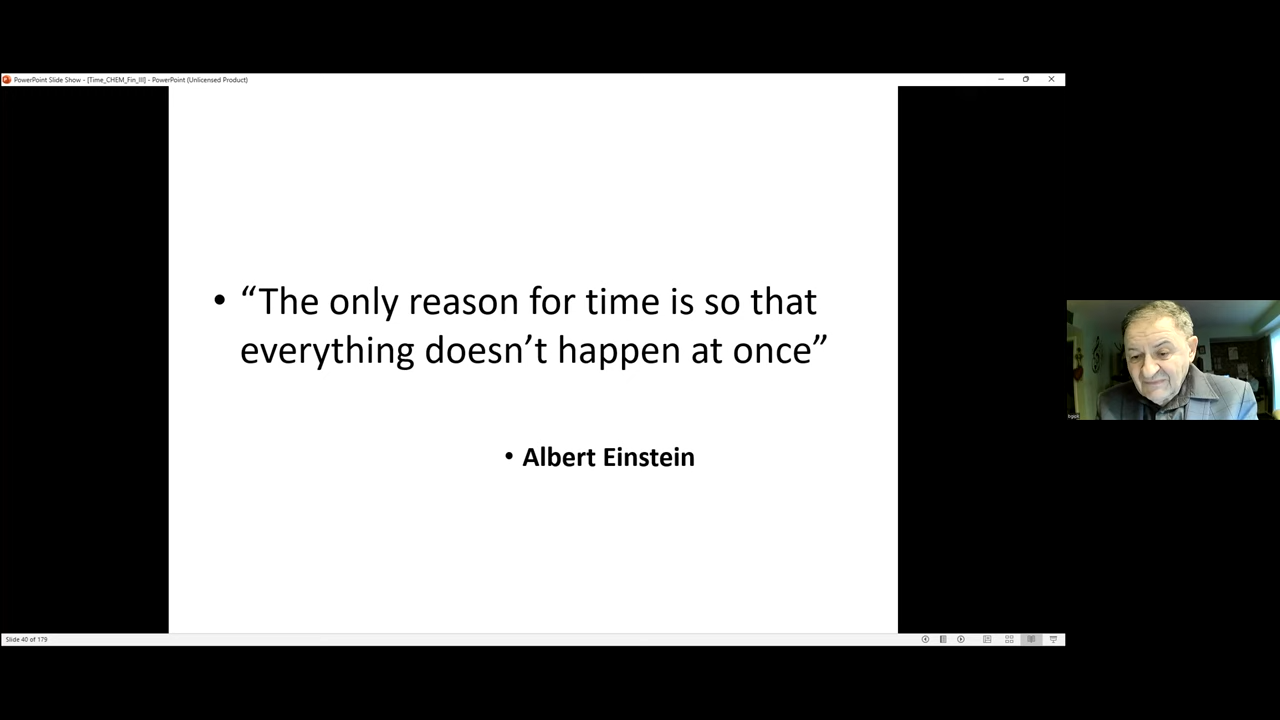 PowerPoint Slide Show - [Time_CHEM_Fin_III] - PowerPoint (Unlicensed Product)
• “The only reason for time is so that
everything doesn’t happen at once”
• Albert Einstein
Slide 40 of 179